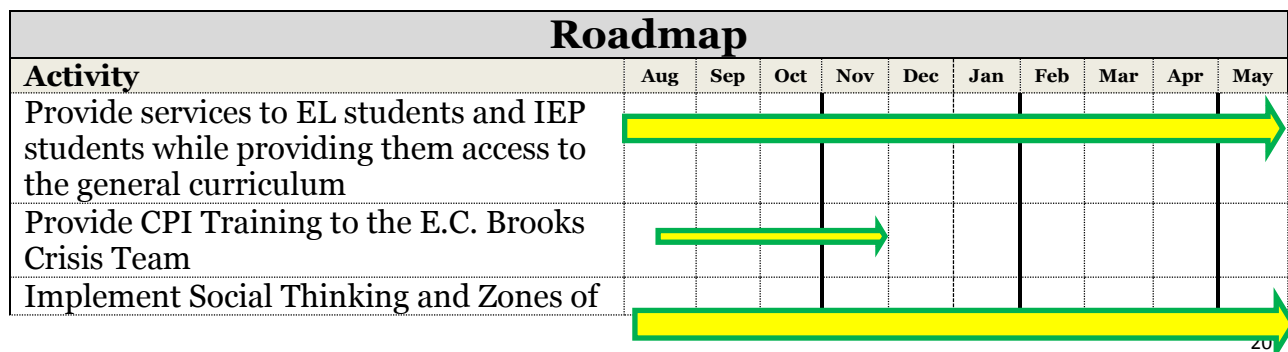 Roadmap
Activity Aug Sep Oct Nov Dec Jan Feb Mar Apr May
Provide services to EL students and IEP
students while providing them access to
the general curriculum
Provide CPI Training to the E.C. Brooks
Crisis Team
Implement Social Thinking and Zones of
20